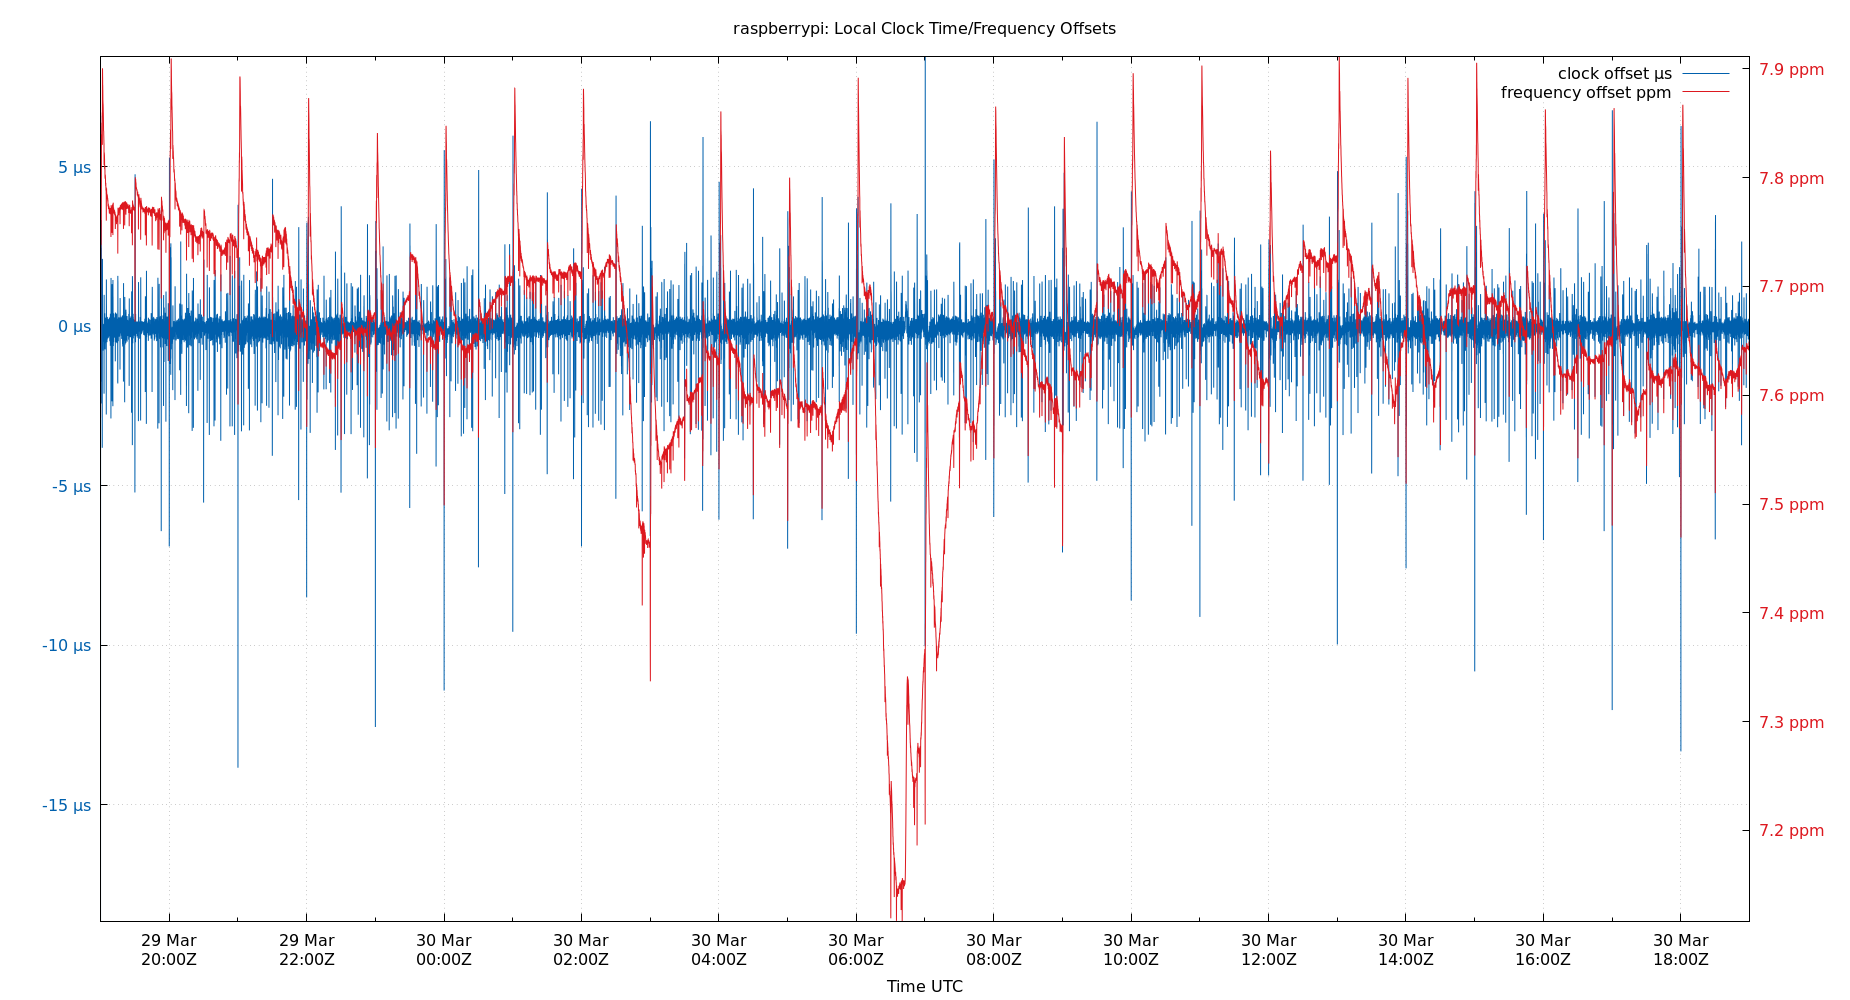 raspberrypi: Local Clock Time/Frequency Offsets
clock offset µs
frequency offset ppm
5 µs
0 µs
-5 µs
-10 µs
-15 µs
7.9 ppm
7.8 ppm
7.7 ppm
7.6 ppm
7.5 ppm
7.4 ppm
7.3 ppm
7.2 ppm
29 Mar
20:00Z
29 Mar
22:00Z
30 Mar
00:00Z
30 Mar
02:00Z
30 Mar
04:00Z
30 Mar
06:00Z
30 Mar
08:00Z
30 Mar
10:00Z
30 Mar
12:00Z
30 Mar
14:00Z
30 Mar
16:00Z
30 Mar
18:00Z
Time UTC